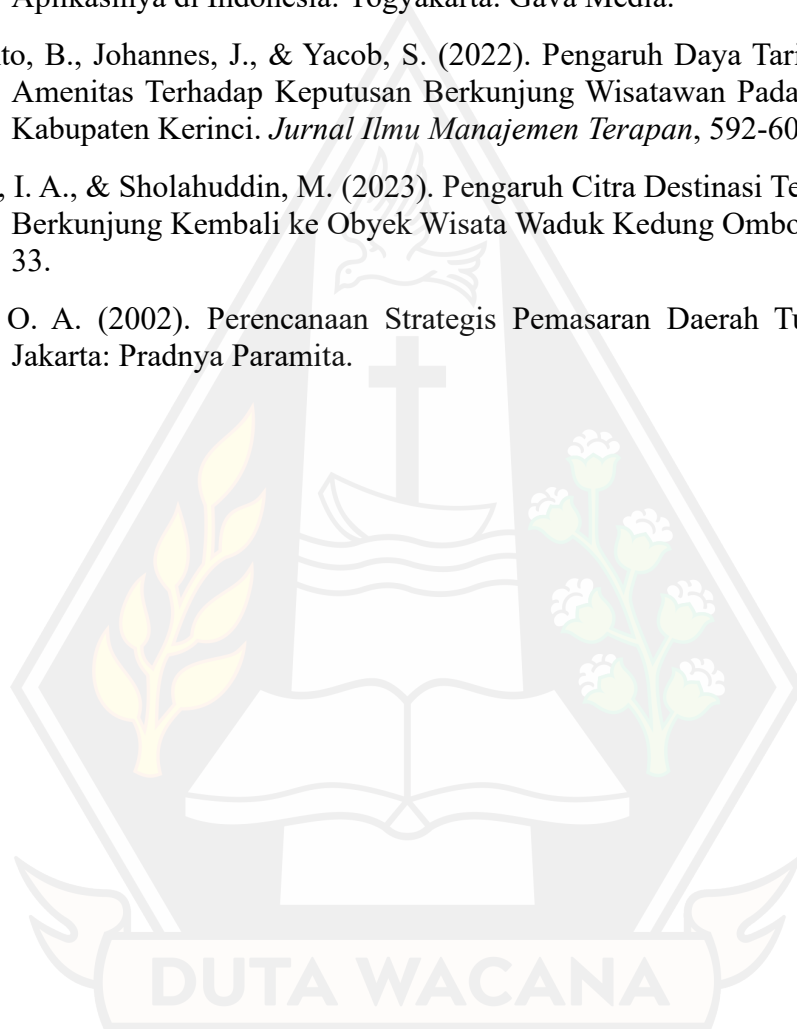 Aplikasinya di Indonesia. Yogyakarta: Gava Media.
to, B., Johannes, J., & Yacob, S. (2022). Pengaruh Daya Tari
Amenitas Terhadap Keputusan Berkunjung Wisatawan Pada
Kabupaten Kerinci. Jurnal Ilmu Manajemen Terapan, 592-60
, I. A., & Sholahuddin, M. (2023). Pengaruh Citra Destinasi Te
Berkunjung Kembali ke Obyek Wisata Waduk Kedung Ombo
33.
O. A. (2002). Perencanaan Strategis Pemasaran Daerah Tu
Jakarta: Pradnya Paramita.
DUTA WACANA